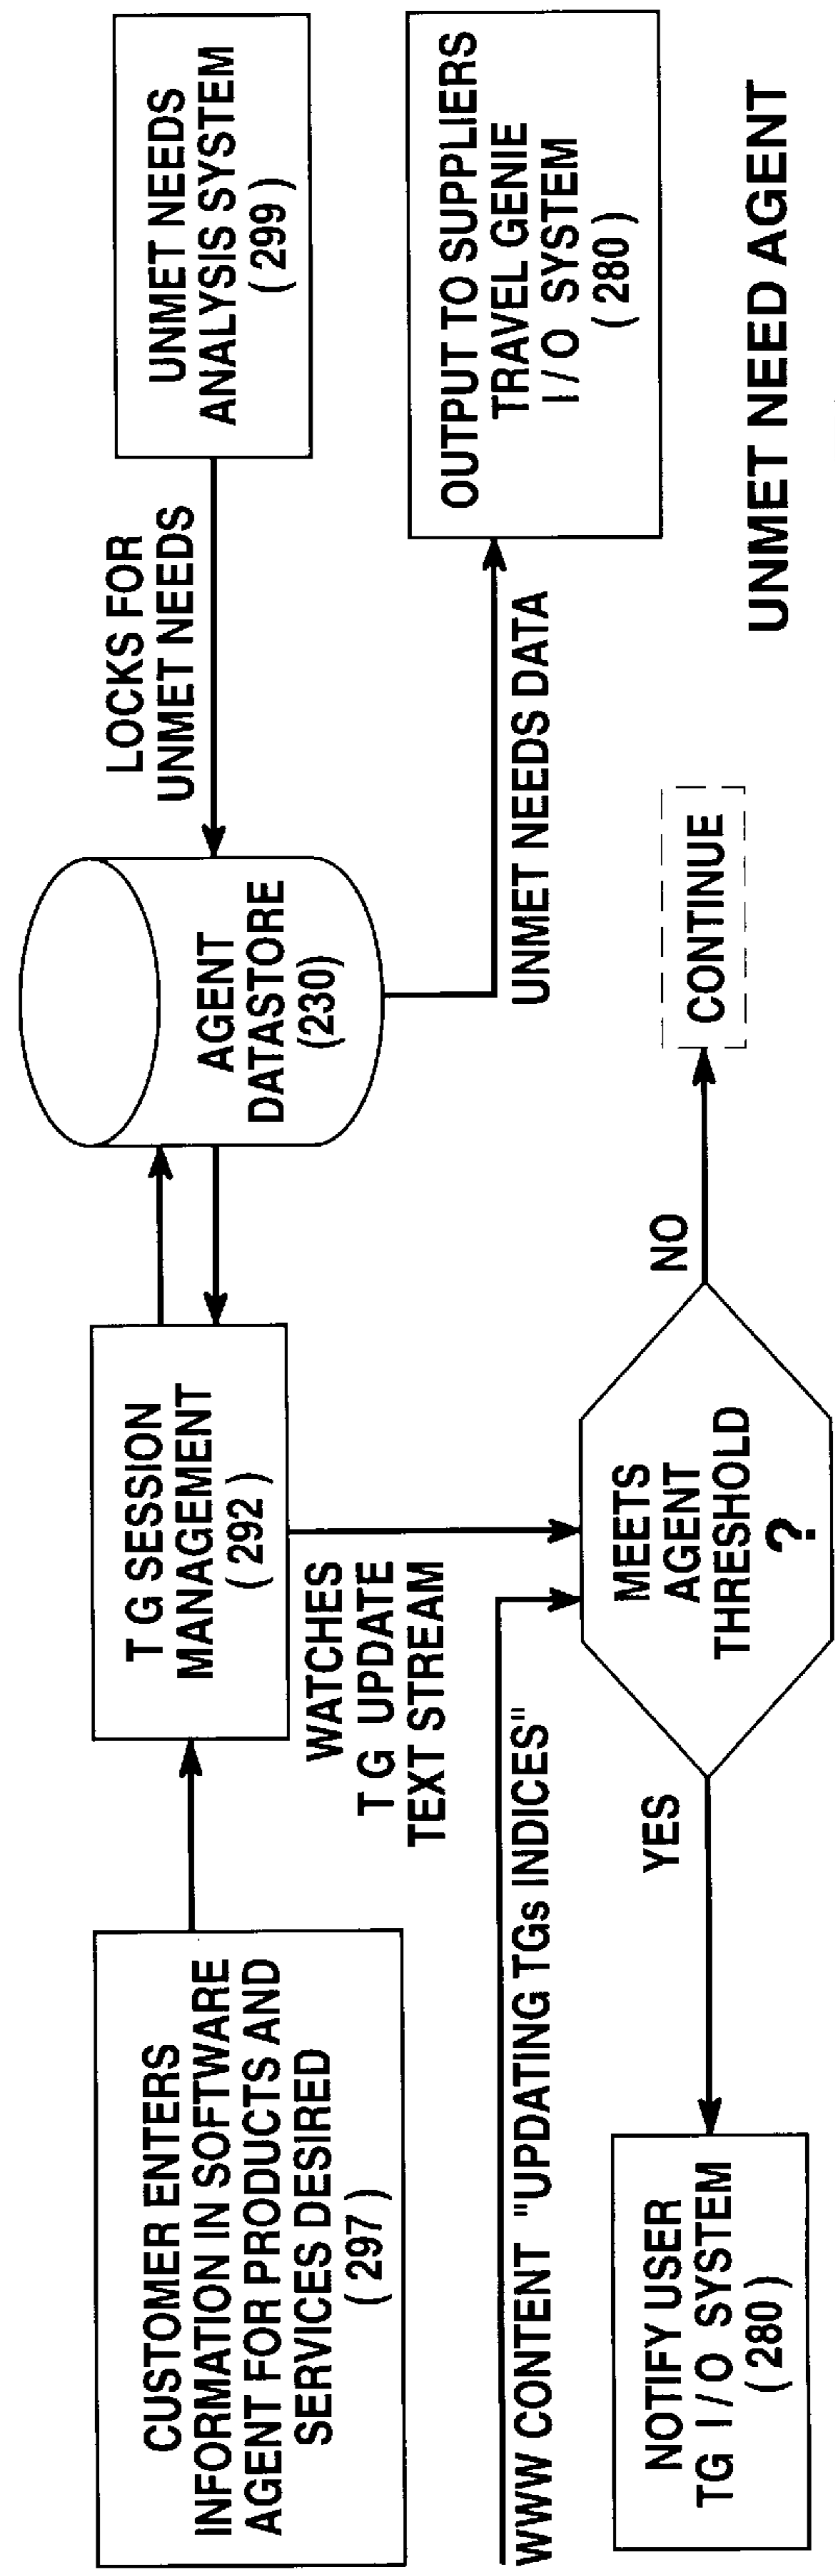 CUSTOMER ENTERS
INFORMATION IN SOFTWARE
AGENT FOR PRODUCTS AND
SERVICES DESIRED
( 297 )
T G SESSION
MANAGEMENT
( 292 )
AGENT
DATASTORE
(230)
LOCKS FOR
UNMET NEEDS
UNMET NEEDS
ANALYSIS SYSTEM
( 299 )
WATCHES
T G UPDATE
TEXT STREAM
WWW CONTENT "UPDATING TGs INDICES"
UNMET NEEDS DATA
OUTPUT TO SUPPLIERS
TRAVEL GENIE
I / O SYSTEM
( 280 )
NOTIFY USER
TG I / O SYSTEM
( 280 )
YES
MEETS
AGENT
THRESHOLD
?
NO
CONTINUE
UNMET NEED AGENT